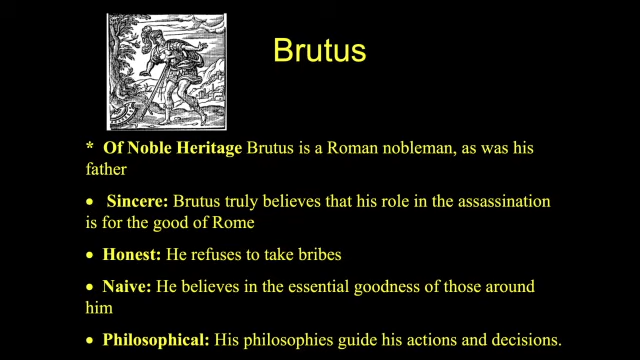 Brutus
* Of Noble Heritage Brutus is a Roman nobleman, as was his
father
• Sincere: Brutus truly believes that his role in the assassination
is for the good of Rome
• Honest: He refuses to take bribes
• Naive: He believes in the essential goodness of those around
him
• Philosophical: His philosophies guide his actions and decisions.